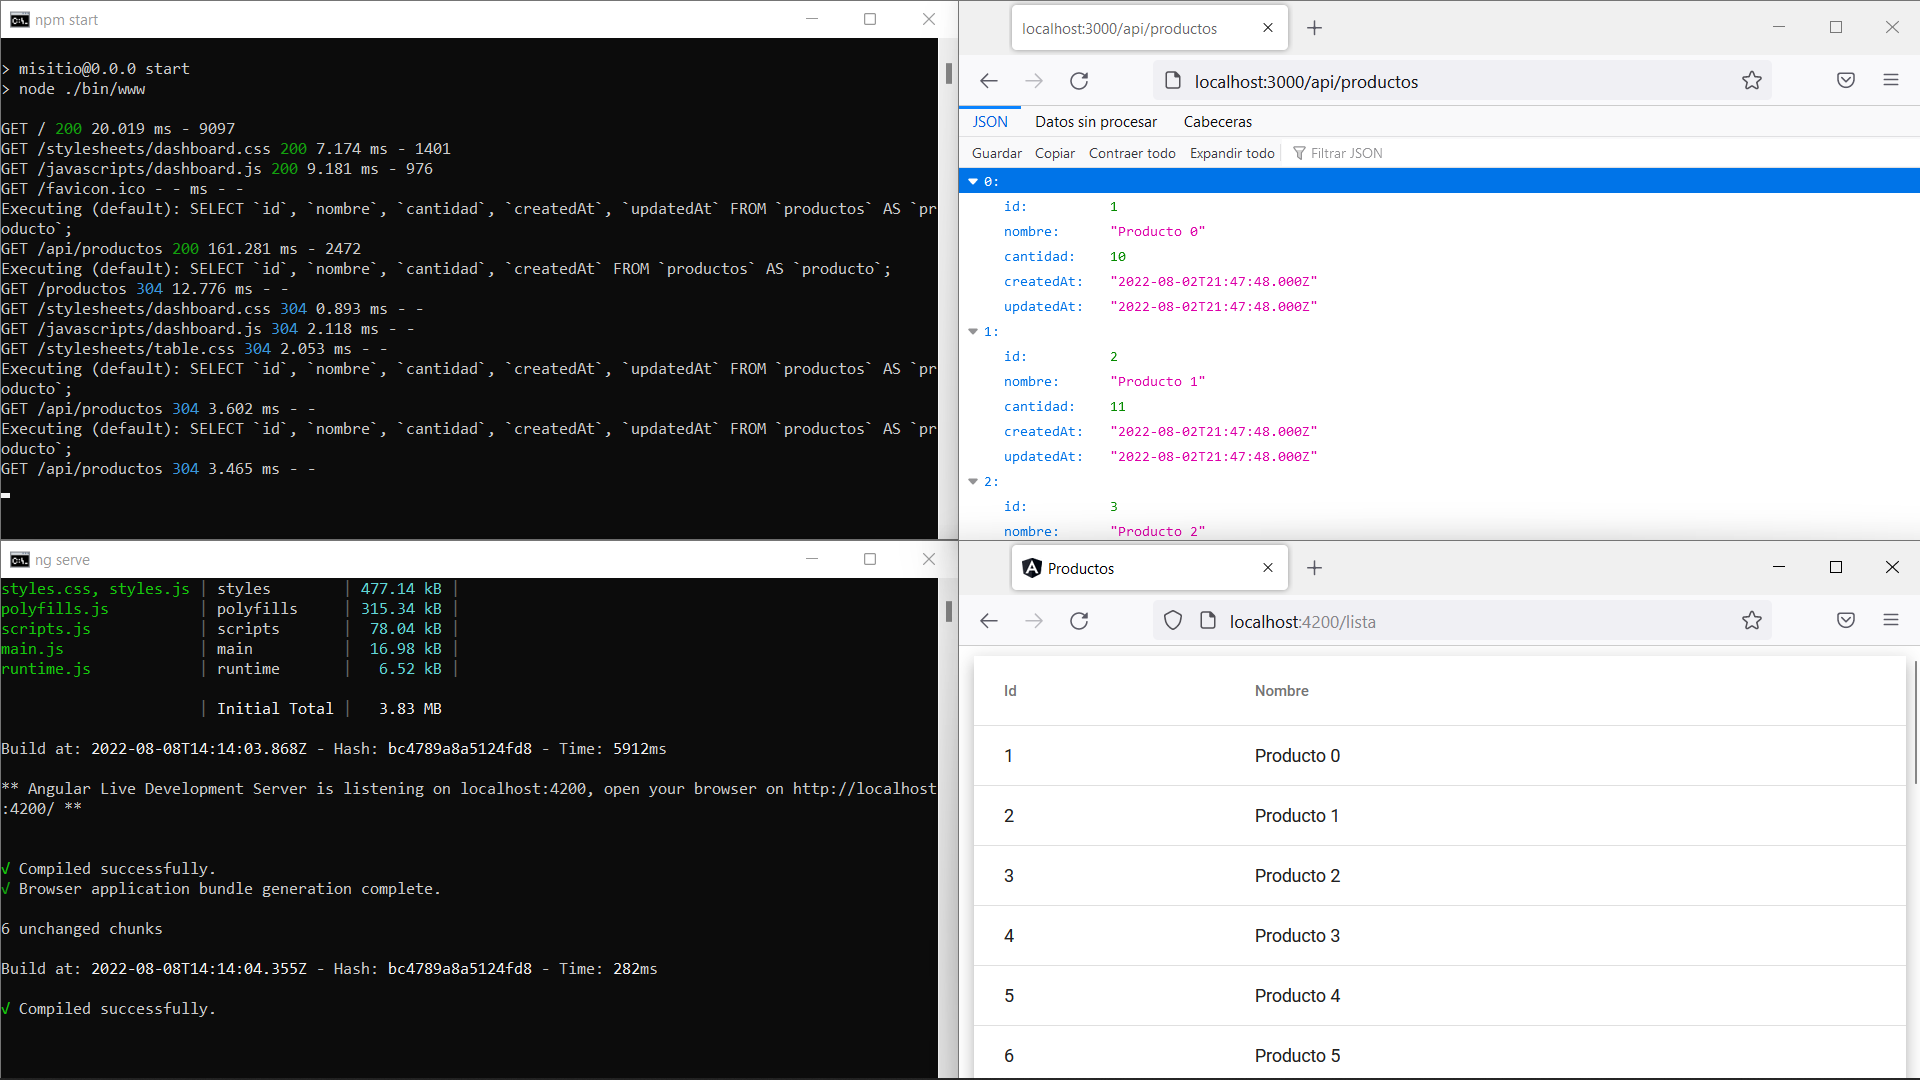 npm start
> misitio@0.0.0 start
> node ./bin/www
GET / 200 20.019 ms - 9097
GET /stylesheets/dashboard.css 200 7.174 ms - 1401
GET /javascripts/dashboard.js 200 9.181 ms - 976
GET /favicon.ico - - ms - -
Executing (default): SELECT `id`, `nombre`, `cantidad`, `createdAt`, `updatedAt` FROM `productos` AS `pr
oducto`;
GET /api/productos 200 161.281 ms - 2472
Executing (default): SELECT `id`, `nombre`, `cantidad`, `createdAt` FROM `productos` AS `producto`;
GET /productos 304 12.776 ms - -
GET /stylesheets/dashboard.css 304 0.893 ms - -
GET /javascripts/dashboard.js 304 2.118 ms - -
GET /stylesheets/table.css 304 2.053 ms - -
Executing (default): SELECT `id`, `nombre`, `cantidad`, `createdAt`, `updatedAt` FROM `productos` AS `pr
oducto`;
GET /api/productos 304 3.602 ms - -
Executing (default): SELECT `id`, `nombre`, `cantidad`, `createdAt`, `updatedAt` FROM `productos` AS `pr
oducto`;
GET /api/productos 304 3.465 ms - -
localhost:3000/api/productos
localhost:3000/api/productos
JSON Datos sin procesar Cabeceras
Guardar Copiar Contraer todo Expandir todo Filtrar JSON
0:
id: 1
nombre: "Producto 0"
cantidad: 10
createdAt: "2022-08-02T21:47:48.000Z"
updatedAt: "2022-08-02T21:47:48.000Z"
1:
id: 2
nombre: "Producto 1"
cantidad: 11
createdAt: "2022-08-02T21:47:48.000Z"
updatedAt: "2022-08-02T21:47:48.000Z"
2:
id: 3
nombre: "Producto 2"
ng serve
styles.css, styles.js | styles | 477.14 kB |
polyfills.js | polyfills | 315.34 kB |
scripts.js | scripts | 78.04 kB |
main.js | main | 16.98 kB |
runtime.js | runtime | 6.52 kB |
| Initial Total | 3.83 MB
Build at: 2022-08-08T14:14:03.868Z - Hash: bc4789a8a5124fd8 - Time: 5912ms
** Angular Live Development Server is listening on localhost:4200, open your browser on http://localhost
:4200/ **
√ Compiled successfully.
√ Browser application bundle generation complete.
6 unchanged chunks
Build at: 2022-08-08T14:14:04.355Z - Hash: bc4789a8a5124fd8 - Time: 282ms
√ Compiled successfully.
Productos
localhost:4200/lista
Id Nombre
1 Producto 0
2 Producto 1
3 Producto 2
4 Producto 3
5 Producto 4
6 Producto 5